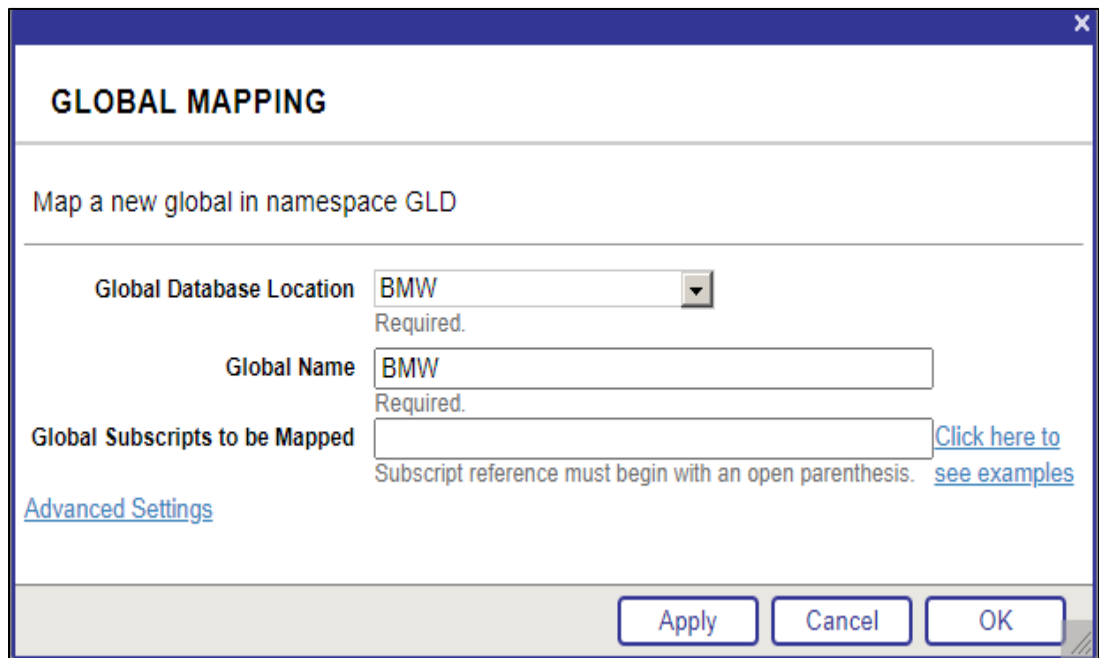 ×
GLOBAL MAPPING
Map a new global in namespace GLD
Global Database Location BMW
Required.
Global Name BMW
Required.
Global Subscripts to be Mapped Click here to
Subscript reference must begin with an open parenthesis. see examples
Advanced Settings
Apply Cancel OK